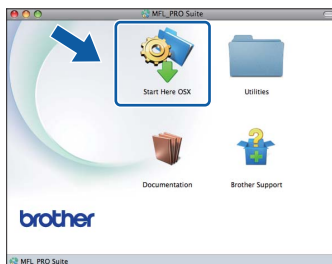 MFL_PRO Suite
Start Here OSX
Utilities
Documentation
Brother Support
brother
MFL_PRO Suite